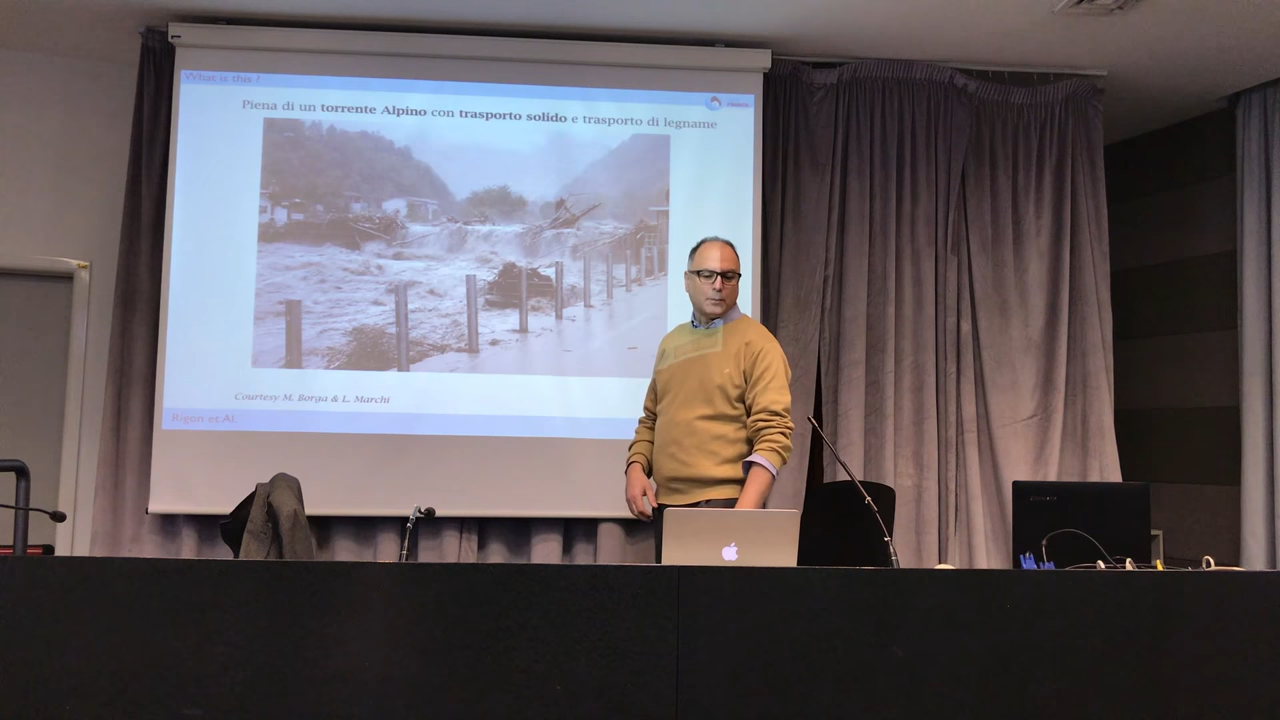 What is this ?
Piena di un torrente Alpino con trasporto solido e trasporto di legname
Courtesy M. Borga & L. Marchi
Rigon et Al.